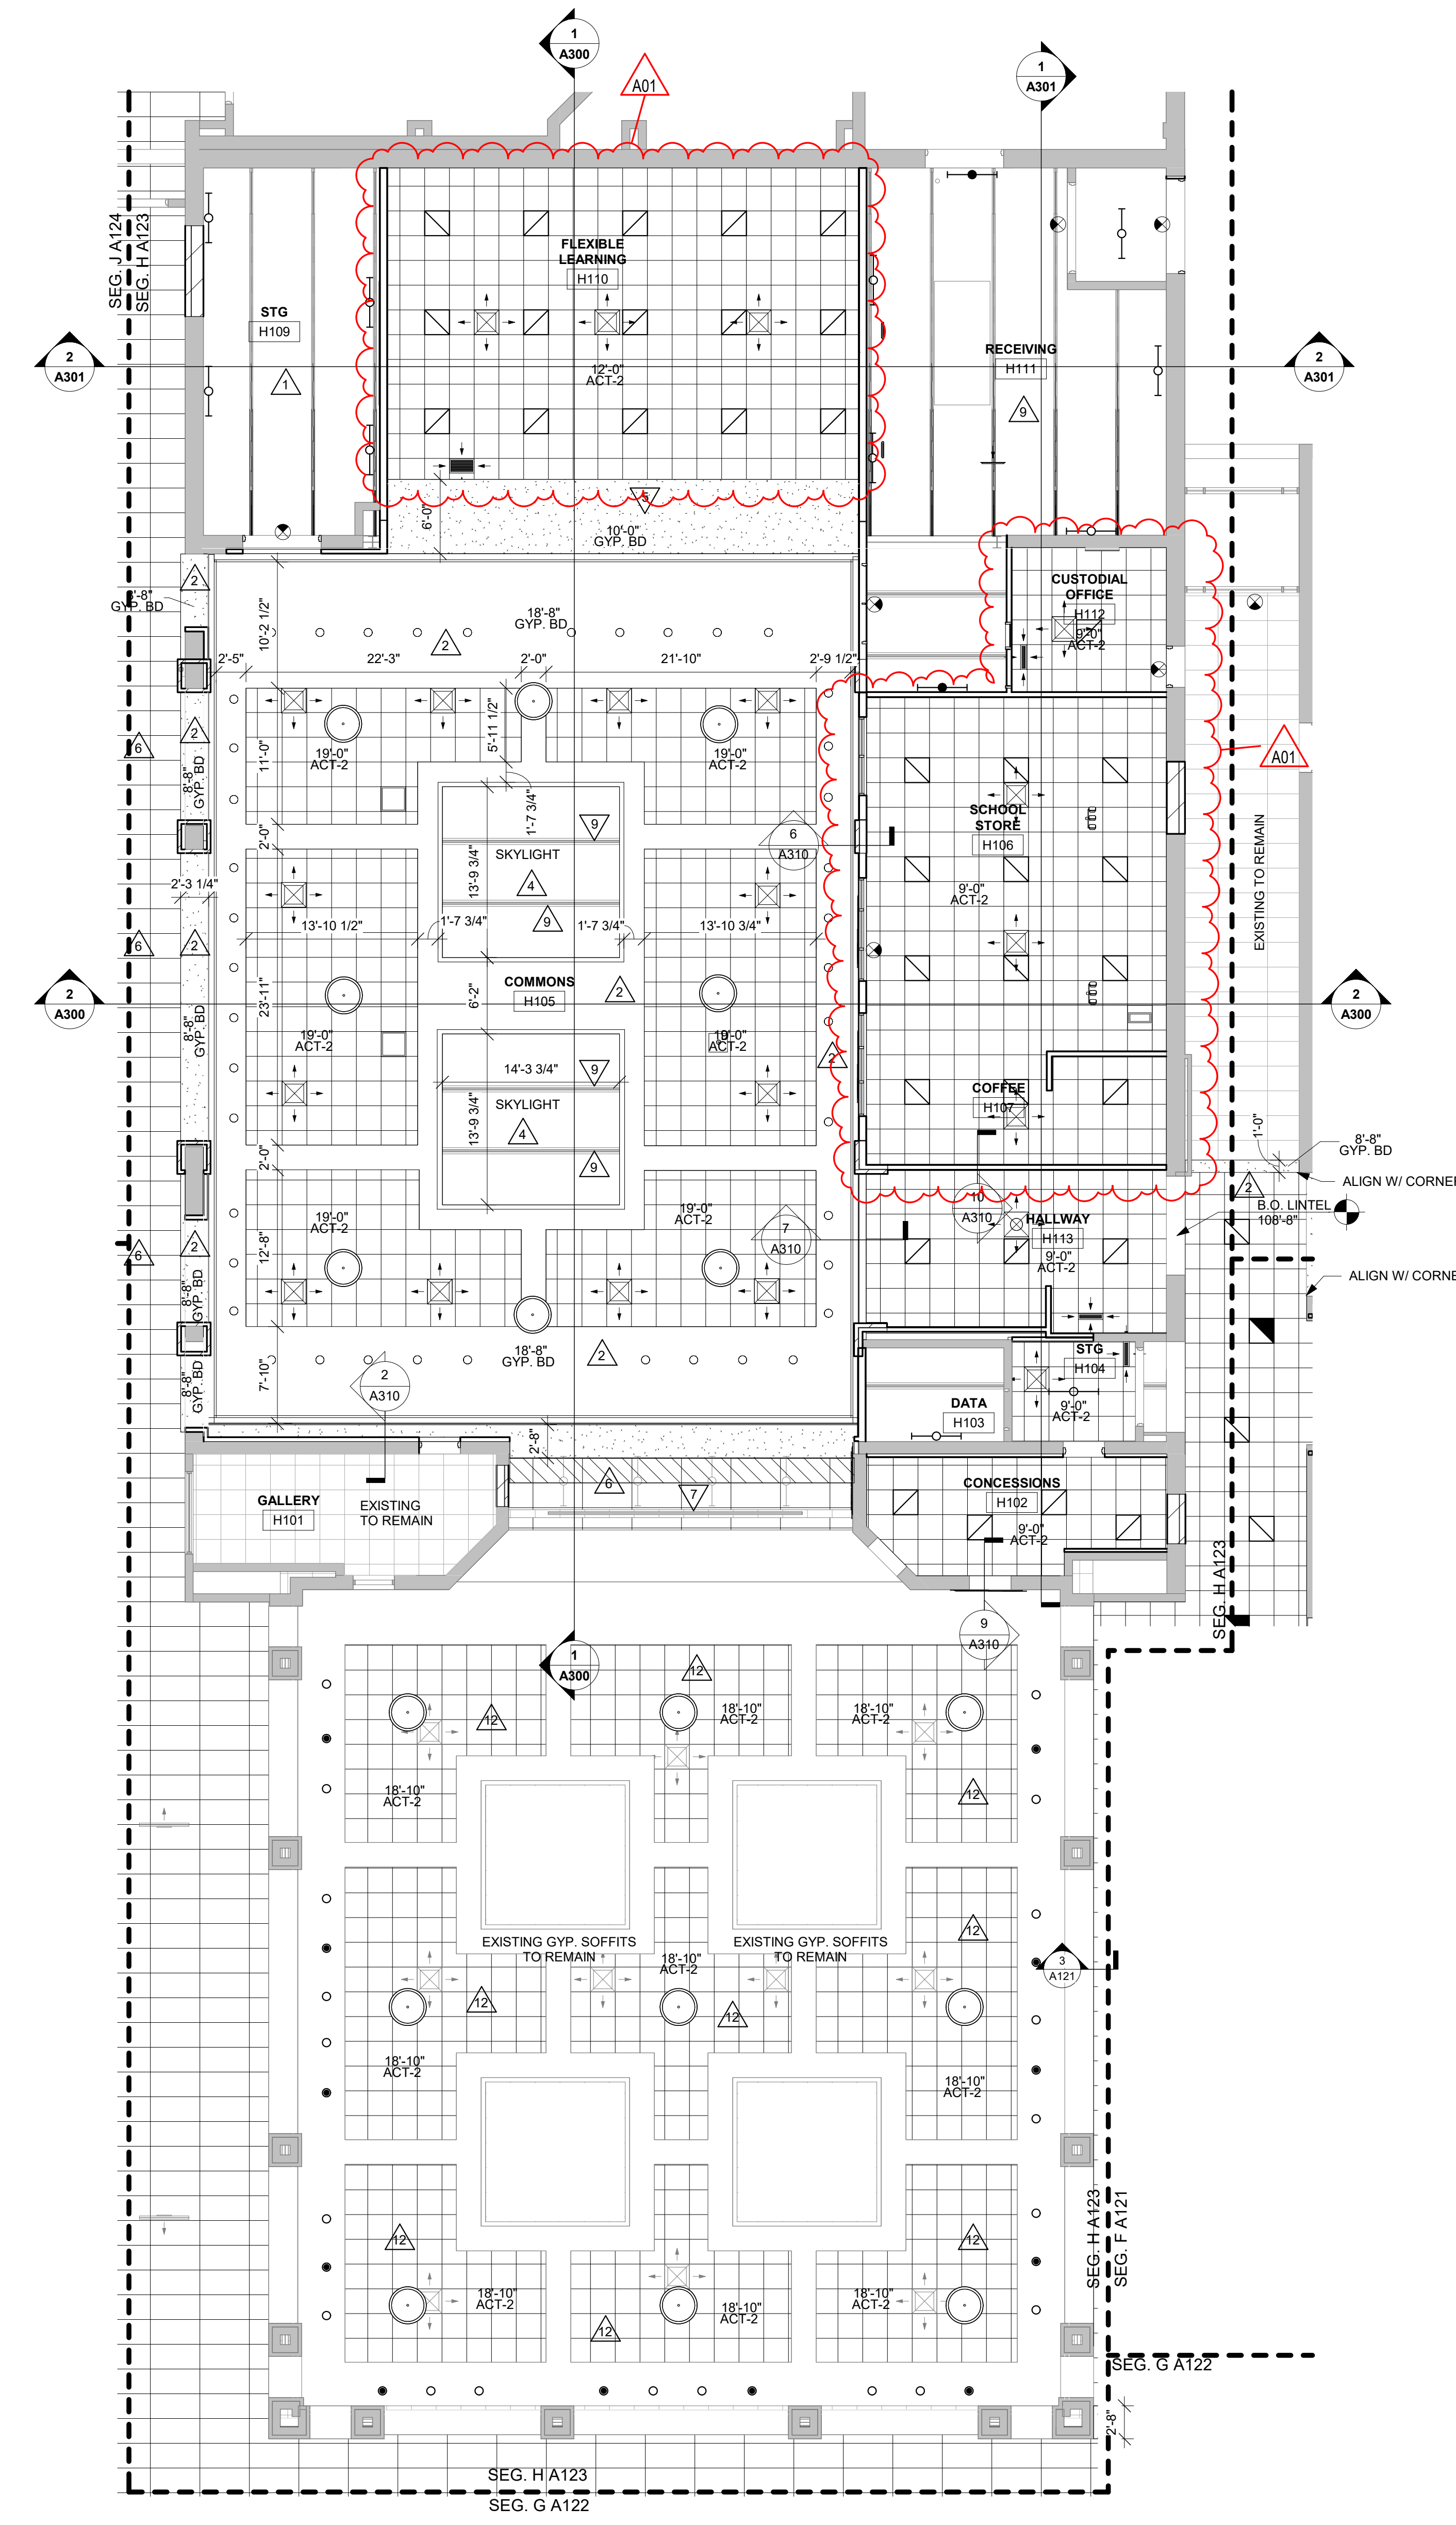 1
A300
A01
1
A301
SEG. J A124
SEG. H A123
FLEXIBLE
LEARNING
H110
STG
H109
1
2
A301
12'-0"
ACT-2
RECEIVING
H111
9
2
A301
5
6'-0"
10'-0"
GYP. BD
2
GYP. BD
10'-2 1/2"
18'-8"
GYP. BD
2
CUSTODIAL
OFFICE
H112
9'-0"
ACT-2
2'-5"
22'-3"
2'-0"
21'-10"
2'-9 1/2"
5'-11 1/2"
6
2
8'-8"
GYP. BD
11'-0"
19'-0"
ACT-2
19'-0"
ACT-2
A01
1'-7 3/4"
9
SKYLIGHT
4
13'-9 3/4"
9
2'-0"
6
A310
SCHOOL
STORE
H106
9'-0"
ACT-2
EXISTING TO REMAIN
2'-3 1/4"
6
2
13'-10 1/2"
1'-7 3/4"
1'-7 3/4"
13'-10 3/4"
COMMONS
H105
2
6'-2"
23'-11"
2
A300
2
A300
8'-8"
GYP. BD
19'-0"
ACT-2
19'-0"
ACT-2
2
14'-3 3/4"
9
SKYLIGHT
4
13'-9 3/4"
9
COFFEE
H107
1'-0"
8'-8"
GYP. BD
2'-0"
ALIGN W/ CORNER
2
B.O. LINTEL
108'-8"
10
A310
19'-0"
ACT-2
19'-0"
ACT-2
7
A310
HALLWAY
H113
9'-0"
ACT-2
6
2
12'-8"
8'-8"
GYP. BD
ALIGN W/ CORNER
18'-8"
GYP. BD
2
7'-10"
2
A310
8'-8"
GYP. BD
STG
H104
9'-0"
ACT-2
DATA
H103
2'-8"
GALLERY
H101
EXISTING
TO REMAIN
6
7
CONCESSIONS
H102
9'-0"
ACT-2
SEG. H A123
9
A310
1
A300
12
12
18'-10"
ACT-2
18'-10"
ACT-2
18'-10"
ACT-2
12
EXISTING GYP. SOFFITS
TO REMAIN
EXISTING GYP. SOFFITS
TO REMAIN
18'-10"
ACT-2
12
3
A121
12
12
18'-10"
ACT-2
18'-10"
ACT-2
12
12
18'-10"
ACT-2
18'-10"
ACT-2
18'-10"
ACT-2
12
SEG. H A123
SEG. F A121
SEG. G A122
2'-8"
SEG. H A123
SEG. G A122